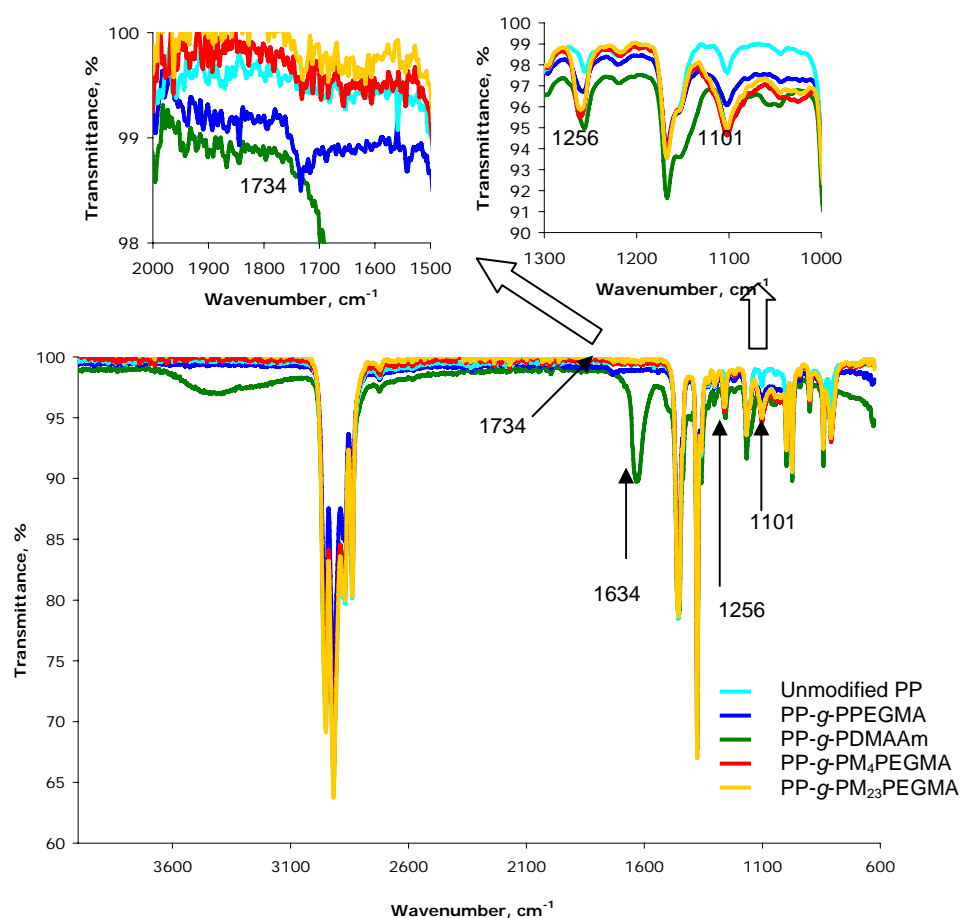 100
99
98
Transmittance, %
1734
2000 1900 1800 1700 1600 1500
Wavenumber, cm⁻¹
100
99
98
97
96
95
94
93
92
91
90
Transmittance, %
1256
1101
1300 1200 1100 1000
Wavenumber, cm⁻¹
100
95
90
85
80
75
70
65
60
Transmittance, %
1734
1634
1256
1101
Unmodified PP
PP-g-PPEGMA
PP-g-PDMAAm
PP-g-PM₄PEGMA
PP-g-PM₂₃PEGMA
3600 3100 2600 2100 1600 1100 600
Wavenumber, cm⁻¹